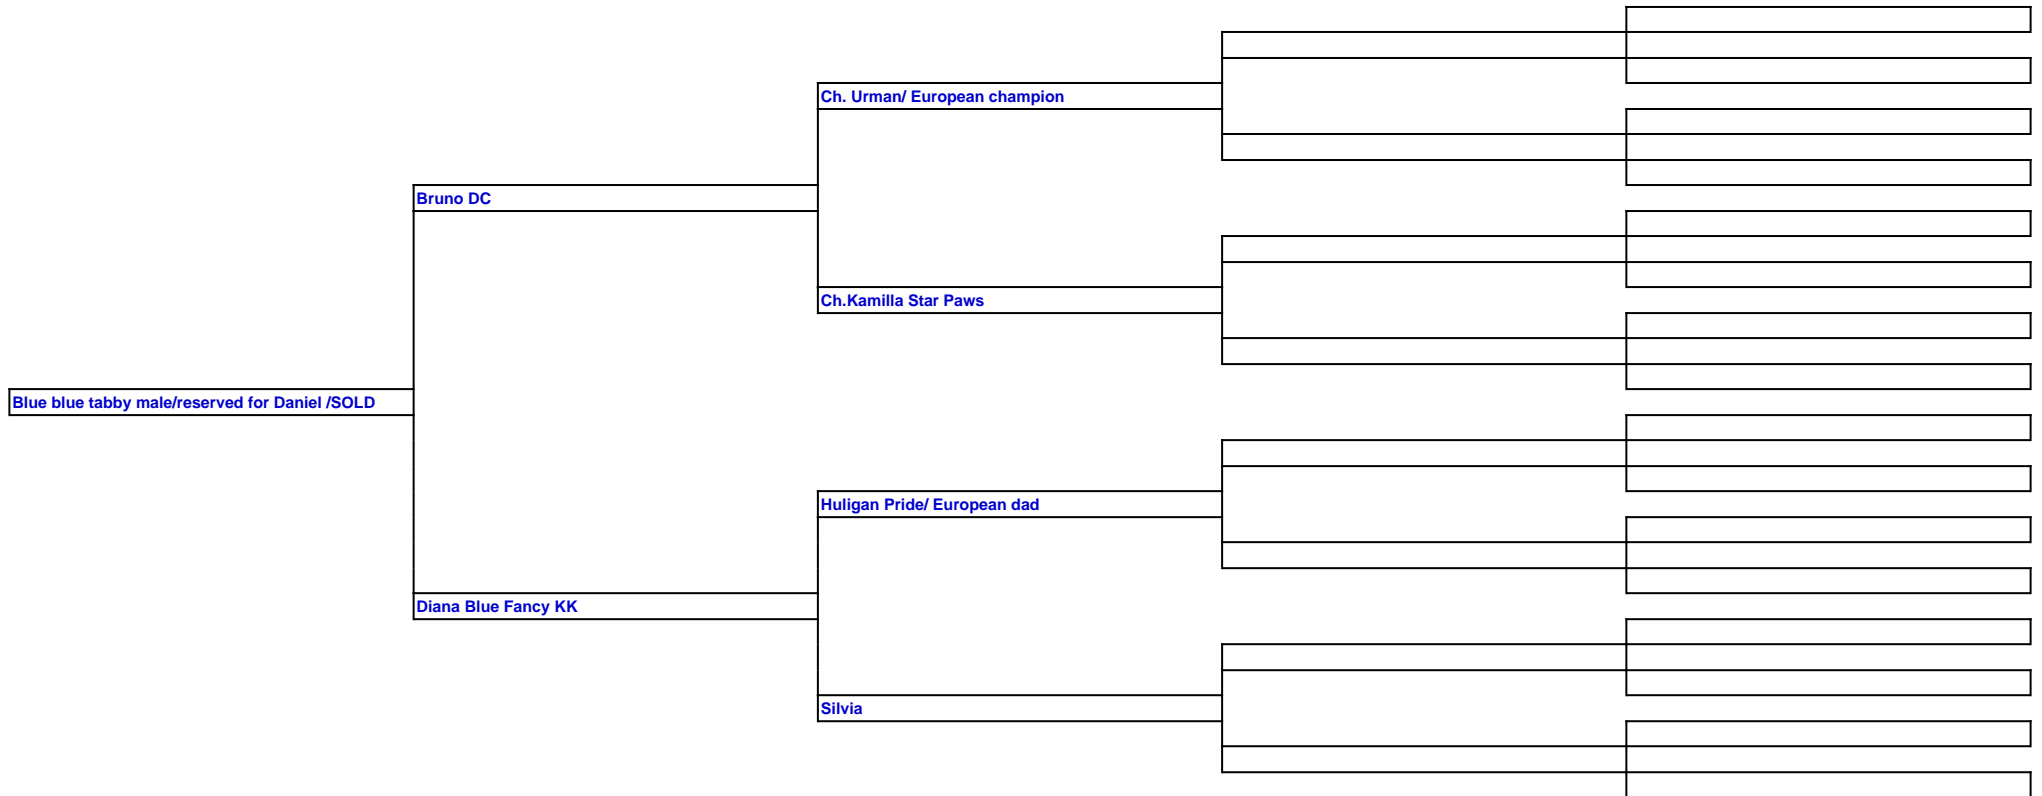 Ch. Urman/ European champion
Bruno DC
Ch.Kamilla Star Paws
Blue blue tabby male/reserved for Daniel /SOLD
Huligan Pride/ European dad
Diana Blue Fancy KK
Silvia